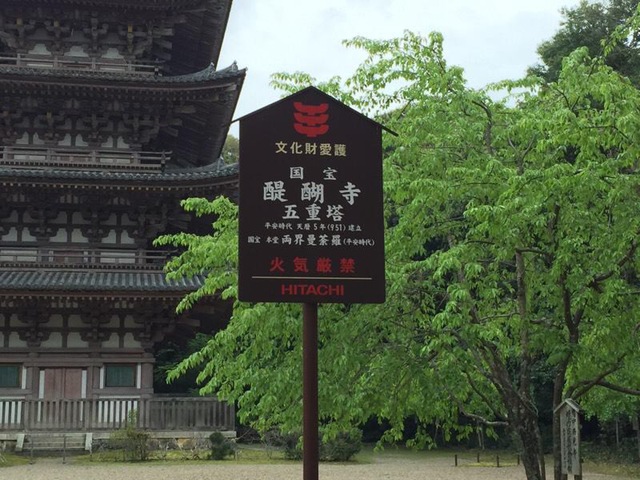 文化財愛護
国宝
醍醐寺
五重塔
平安時代 天暦5年(951)建立
国宝 本堂 両界曼荼羅(平安時代)
火気厳禁
HITACHI